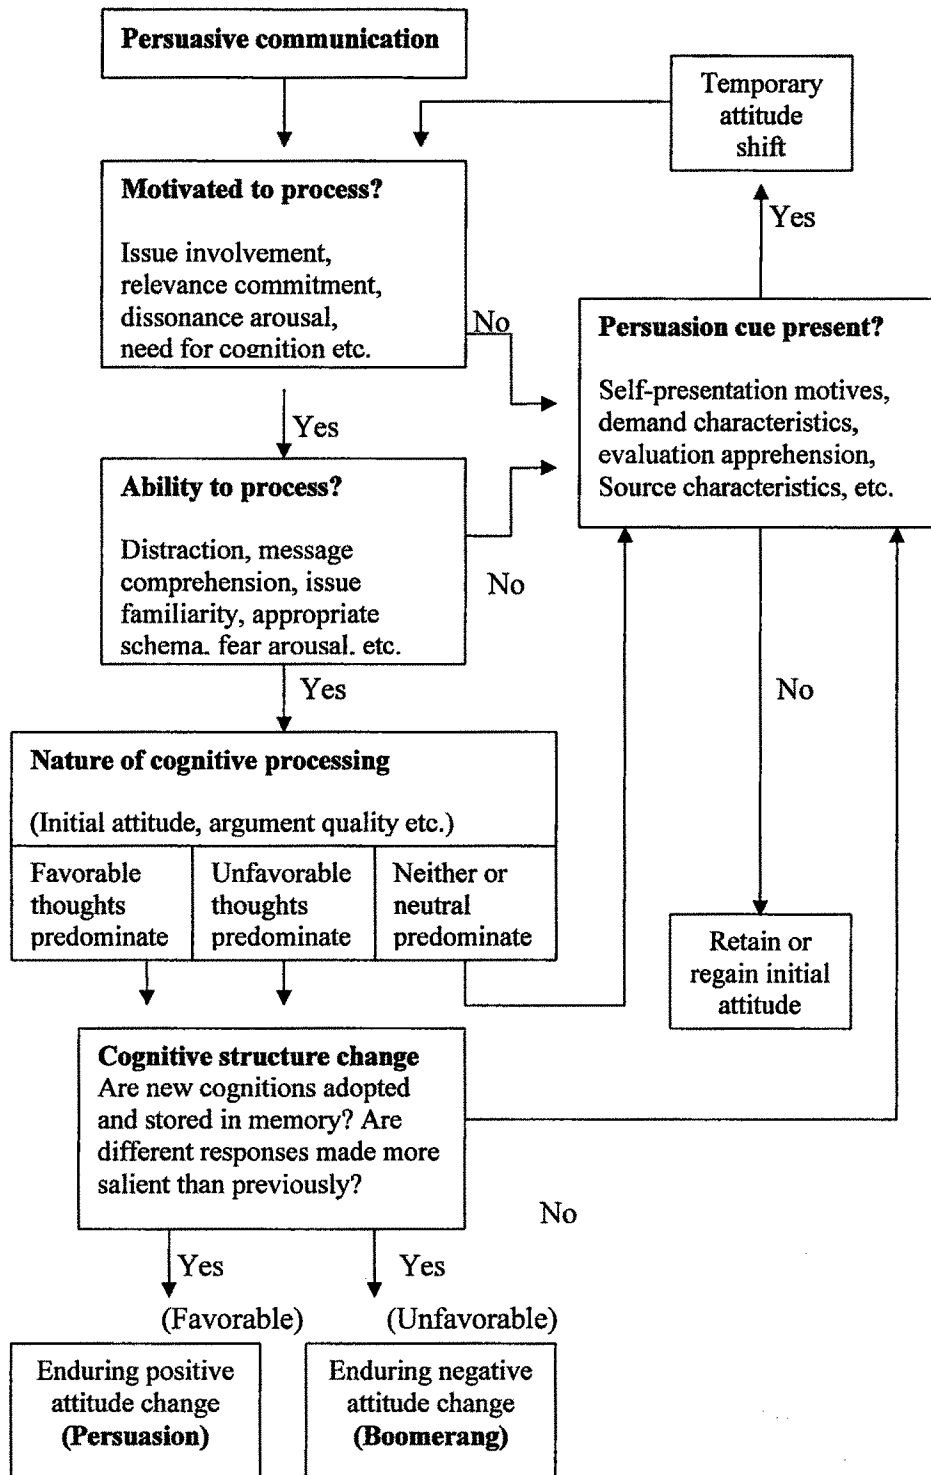 Persuasive communication
Temporary
attitude
shift
Yes
Motivated to process?
Issue involvement,
relevance commitment,
dissonance arousal,
need for cognition etc.
No
Persuasion cue present?
Self-presentation motives,
demand characteristics,
evaluation apprehension,
Source characteristics, etc.
Yes
Ability to process?
Distraction, message
comprehension, issue
familiarity, appropriate
schema, fear arousal, etc.
No
Yes
No
Nature of cognitive processing
(Initial attitude, argument quality etc.)
Favorable
thoughts
predominate
Unfavorable
thoughts
predominate
Neither or
neutral
predominate
Retain or
regain initial
attitude
Cognitive structure change
Are new cognitions adopted
and stored in memory? Are
different responses made more
salient than previously?
No
Yes
Yes
(Favorable)
(Unfavorable)
Enduring positive
attitude change
(Persuasion)
Enduring negative
attitude change
(Boomerang)